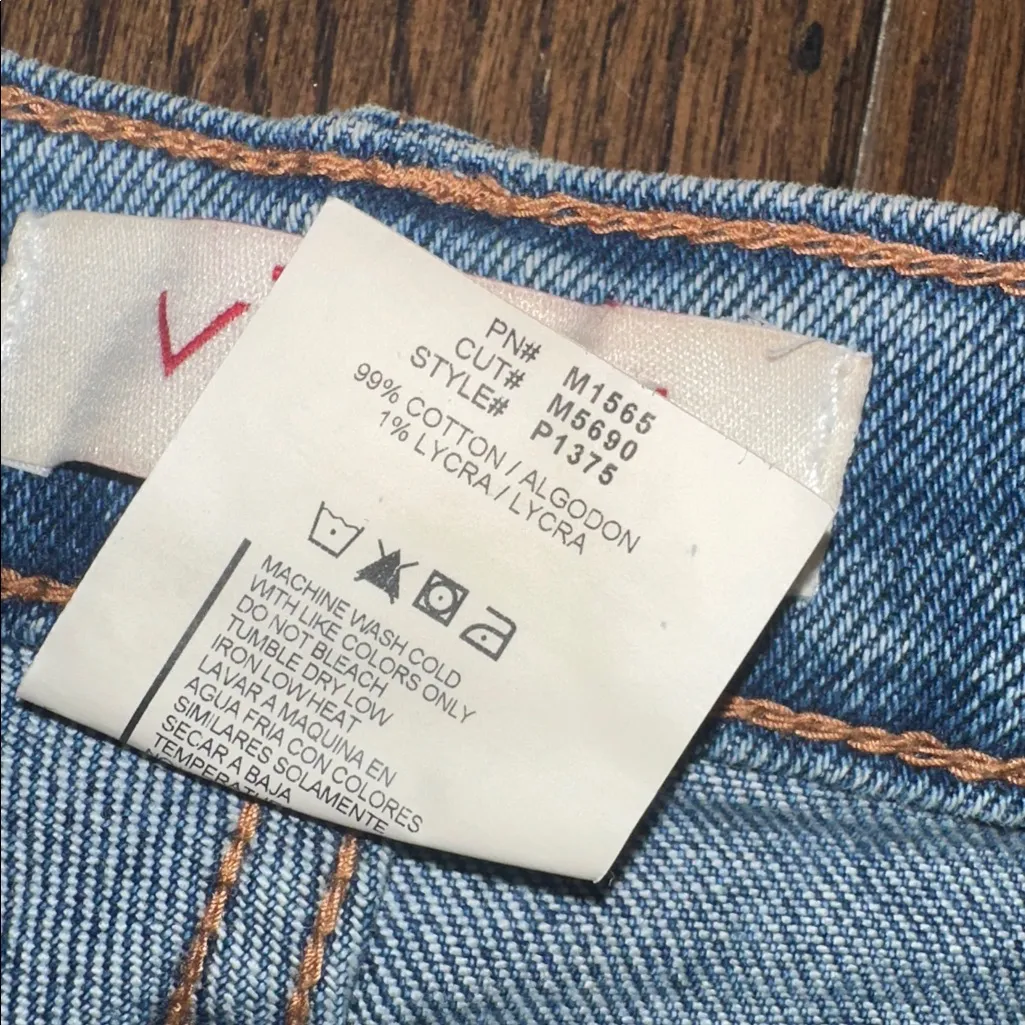 PN# M1565
CUT# M5690
STYLE# P1375
99% COTTON / ALGODON
1% LYCRA / LYCRA
MACHINE WASH COLD
WITH LIKE COLORS ONLY
DO NOT BLEACH
TUMBLE DRY LOW
IRON LOW HEAT
LAVAR A MAQUINA EN
AGUA FRIA CON COLORES
SIMILARES SOLAMENTE
SECAR A BAJA